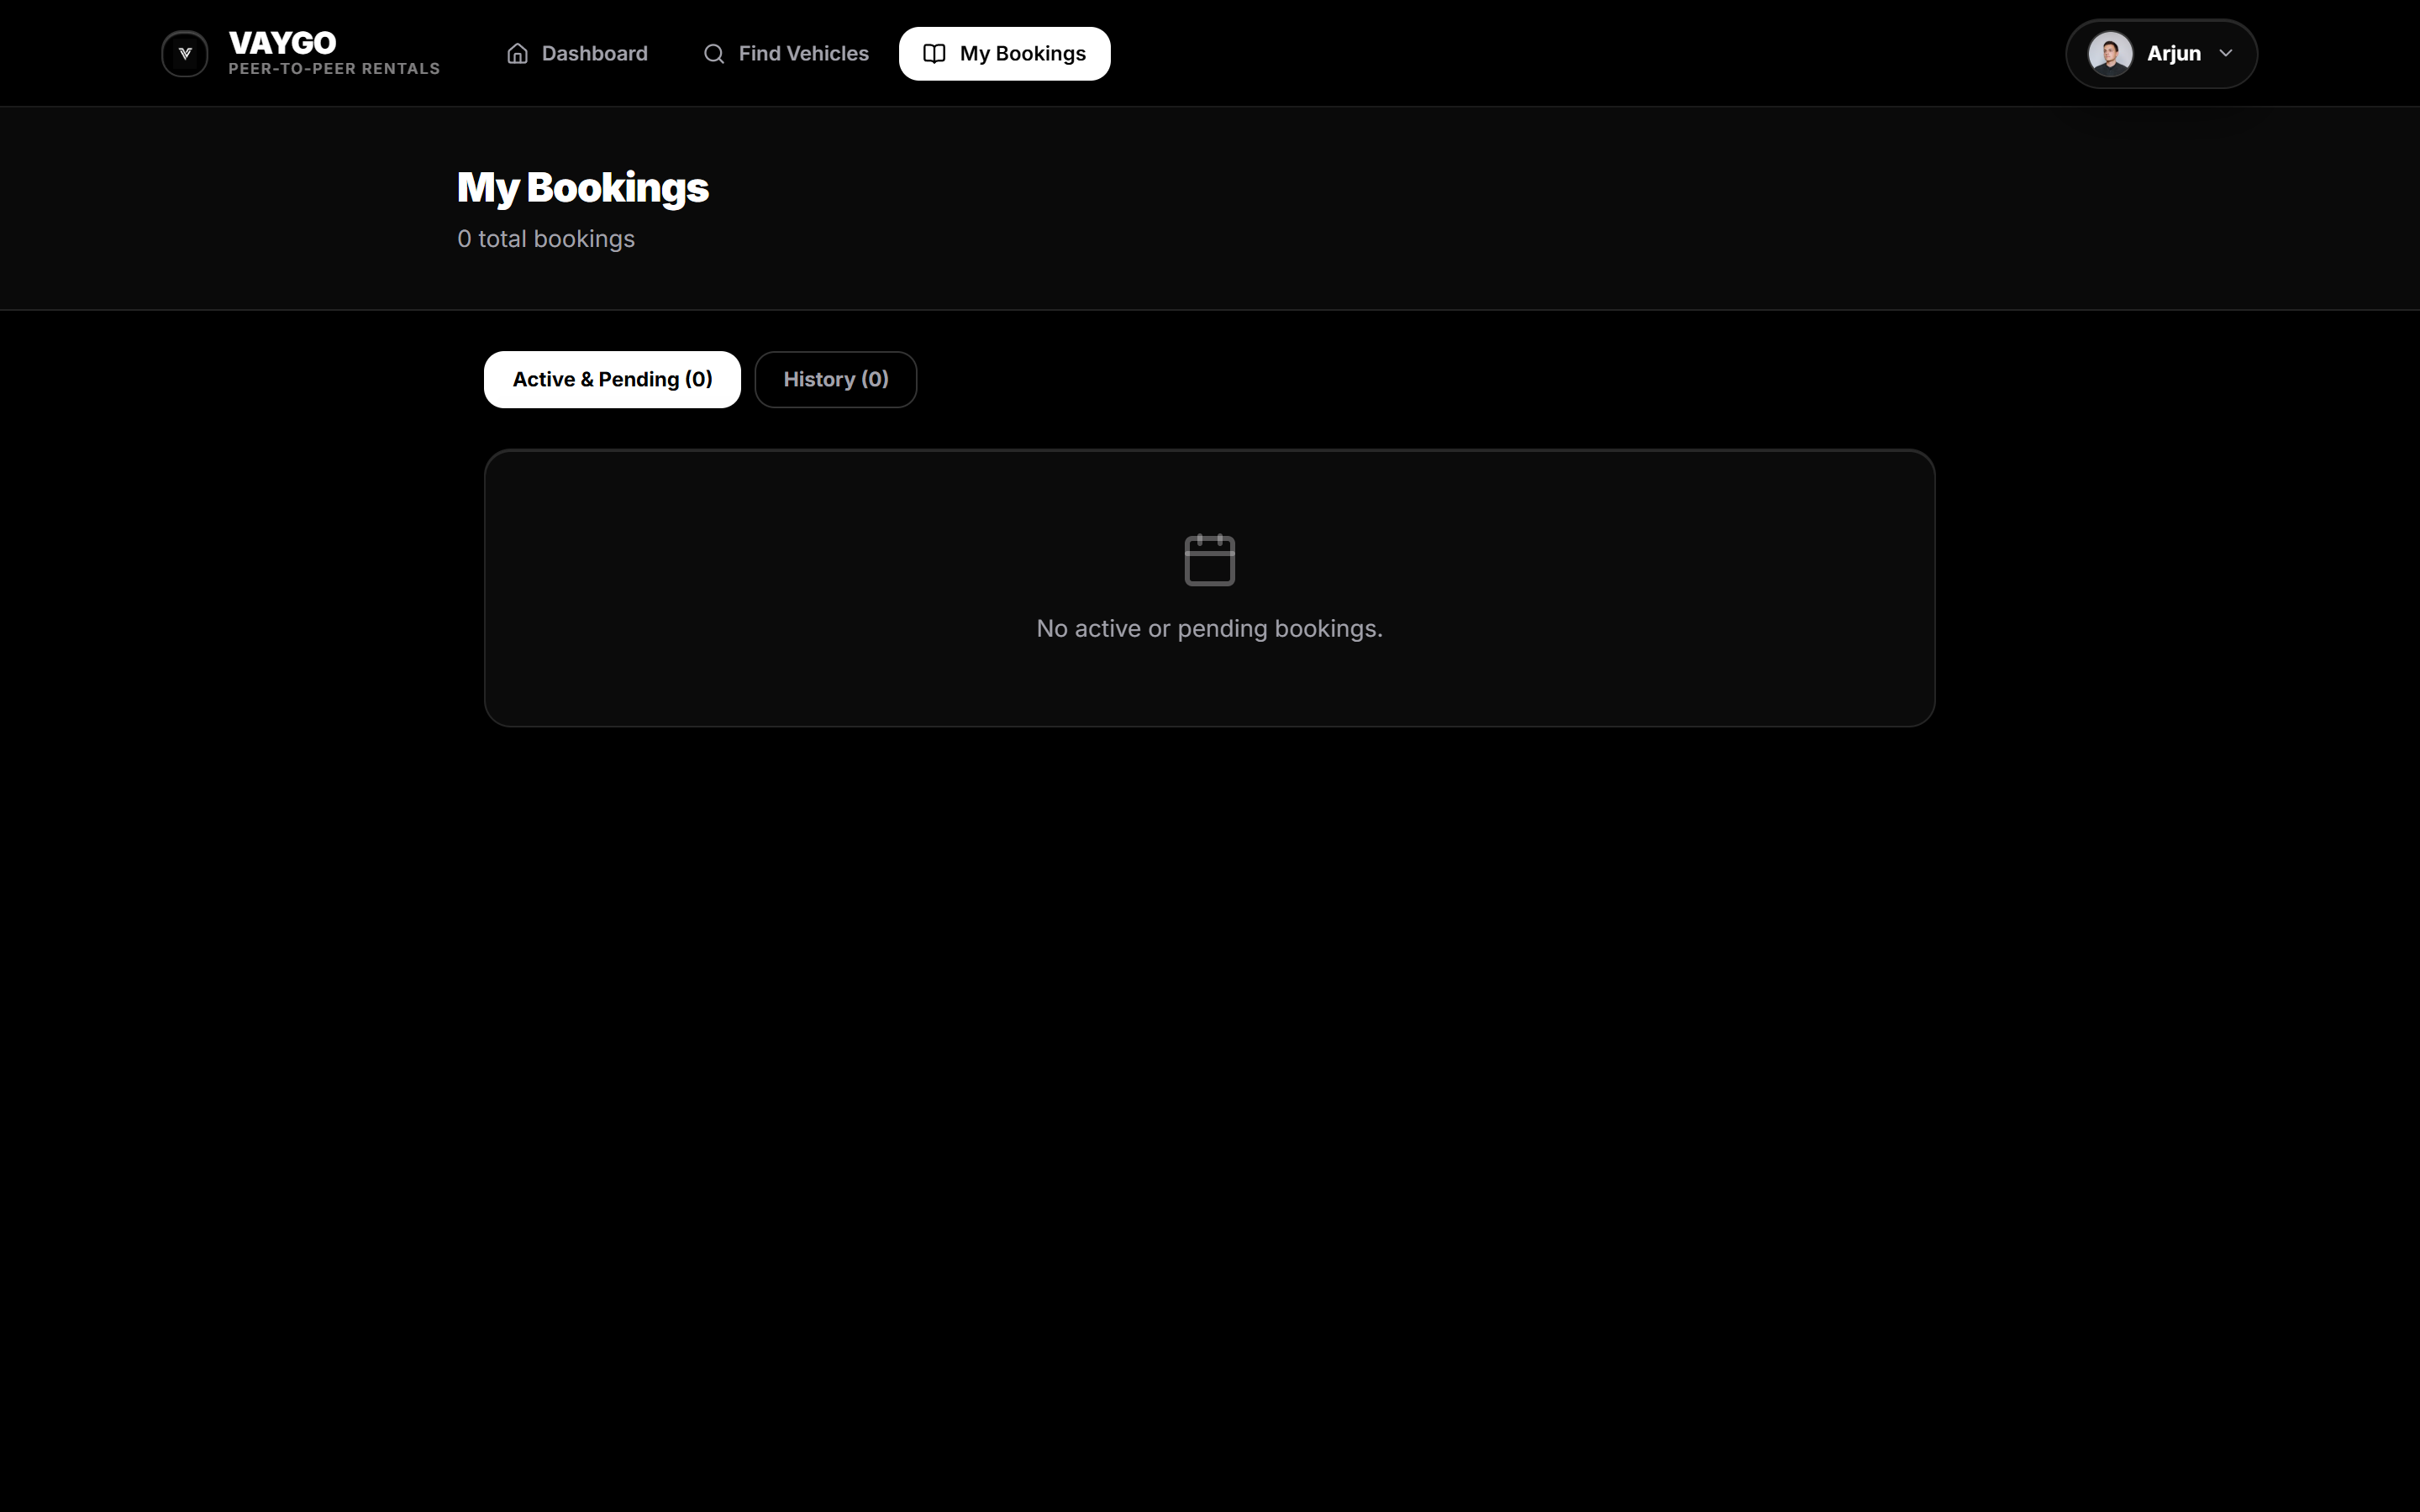 VAYGO
PEER-TO-PEER RENTALS
Dashboard
Find Vehicles
My Bookings
Arjun
My Bookings
0 total bookings
Active & Pending (0)
History (0)
No active or pending bookings.